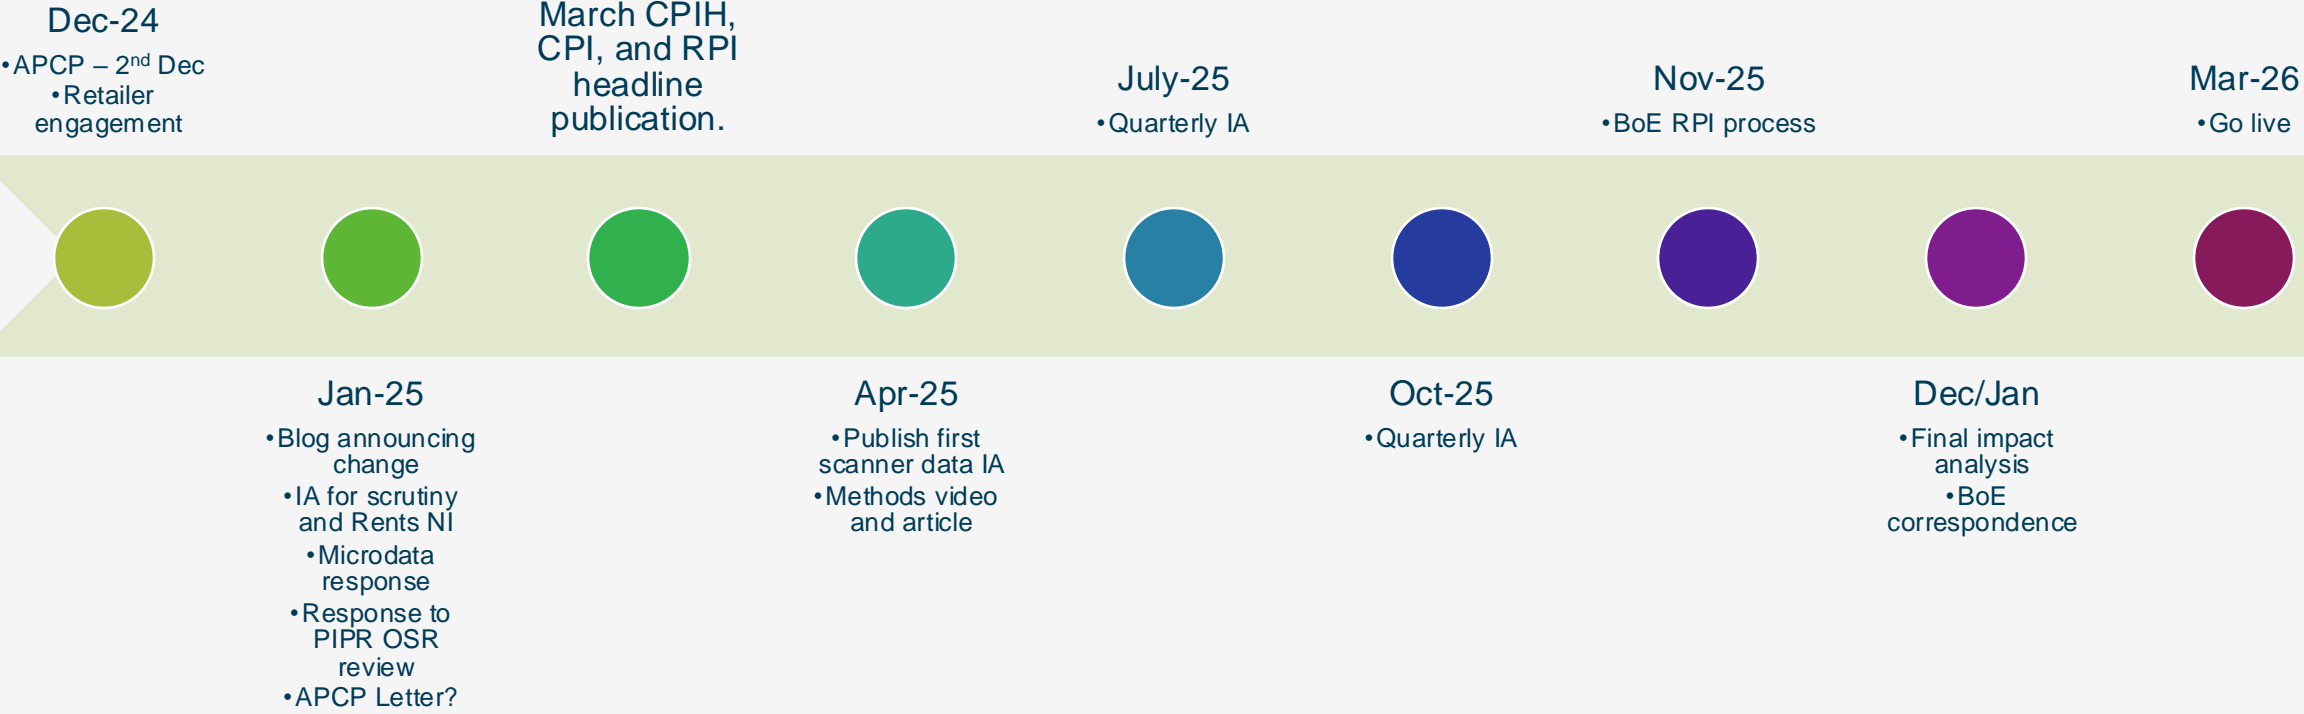 Dec-24
•APCP – 2nd Dec
•Retailer
engagement
Jan-25
•Blog announcing
change
•IA for scrutiny
and Rents NI
•Microdata
response
•Response to
PIPR OSR
review
•APCP Letter?
March CPIH,
CPI, and RPI
headline
publication.
Apr-25
•Publish first
scanner data IA
•Methods video
and article
July-25
•Quarterly IA
Oct-25
•Quarterly IA
Nov-25
•BoE RPI process
Dec/Jan
•Final impact
analysis
•BoE
correspondence
Mar-26
•Go live